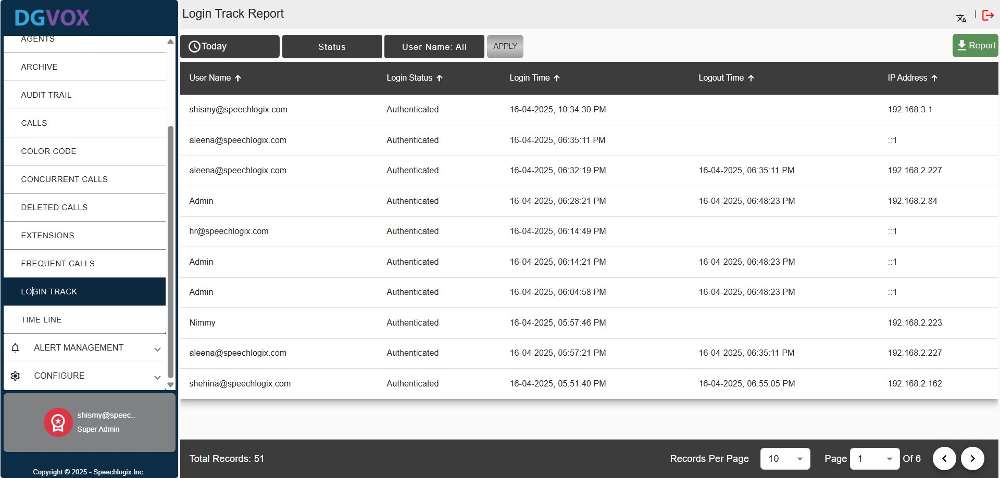 DGVOX
Login Track Report
AGENTS
ARCHIVE
AUDIT TRAIL
CALLS
COLOR CODE
CONCURRENT CALLS
DELETED CALLS
EXTENSIONS
FREQUENT CALLS
LOGIN TRACK
TIME LINE
ALERT MANAGEMENT
CONFIGURE
shismy@speec..
Super Admin
Copyright © 2025 - Speechlogix Inc.
Today Status User Name: All APPLY Report
User Name Login Status Login Time Logout Time IP Address
shismy@speechlogix.com Authenticated 16-04-2025, 10:34:30 PM 192.168.3.1
aleena@speechlogix.com Authenticated 16-04-2025, 06:35:11 PM ::1
aleena@speechlogix.com Authenticated 16-04-2025, 06:32:19 PM 16-04-2025, 06:35:11 PM 192.168.2.227
Admin Authenticated 16-04-2025, 06:28:21 PM 16-04-2025, 06:48:23 PM 192.168.2.84
hr@speechlogix.com Authenticated 16-04-2025, 06:14:49 PM ::1
Admin Authenticated 16-04-2025, 06:14:21 PM 16-04-2025, 06:48:23 PM ::1
Admin Authenticated 16-04-2025, 06:04:58 PM 16-04-2025, 06:48:23 PM ::1
Nimmy Authenticated 16-04-2025, 05:57:46 PM 192.168.2.223
aleena@speechlogix.com Authenticated 16-04-2025, 05:57:21 PM 16-04-2025, 06:35:11 PM 192.168.2.227
shehina@speechlogix.com Authenticated 16-04-2025, 05:51:40 PM 16-04-2025, 06:55:05 PM 192.168.2.162
Total Records: 51 Records Per Page 10 Page 1 Of 6